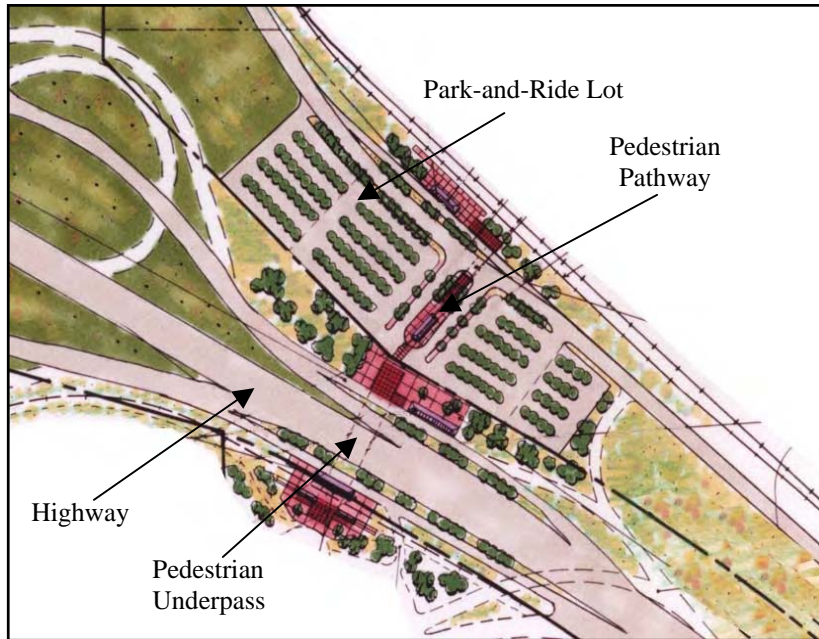 Park-and-Ride Lot
Pedestrian
Pathway
Highway
Pedestrian
Underpass